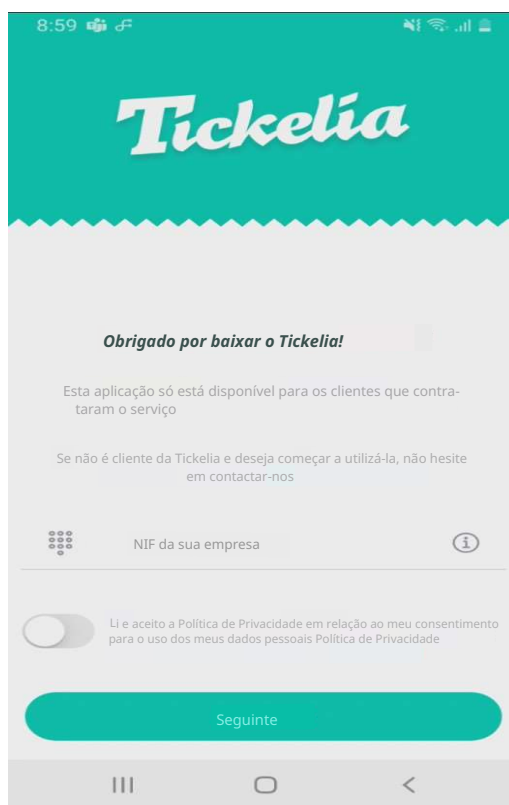 8:59
Tickelia
Obrigado por baixar o Tickelia!
Esta aplicação só está disponível para os clientes que contra-
taram o serviço
Se não é cliente da Tickelia e deseja começar a utilizá-la, não hesite
em contactar-nos
NIF da sua empresa
Li e aceito a Política de Privacidade em relação ao meu consentimento
para o uso dos meus dados pessoais Política de Privacidade
Seguinte